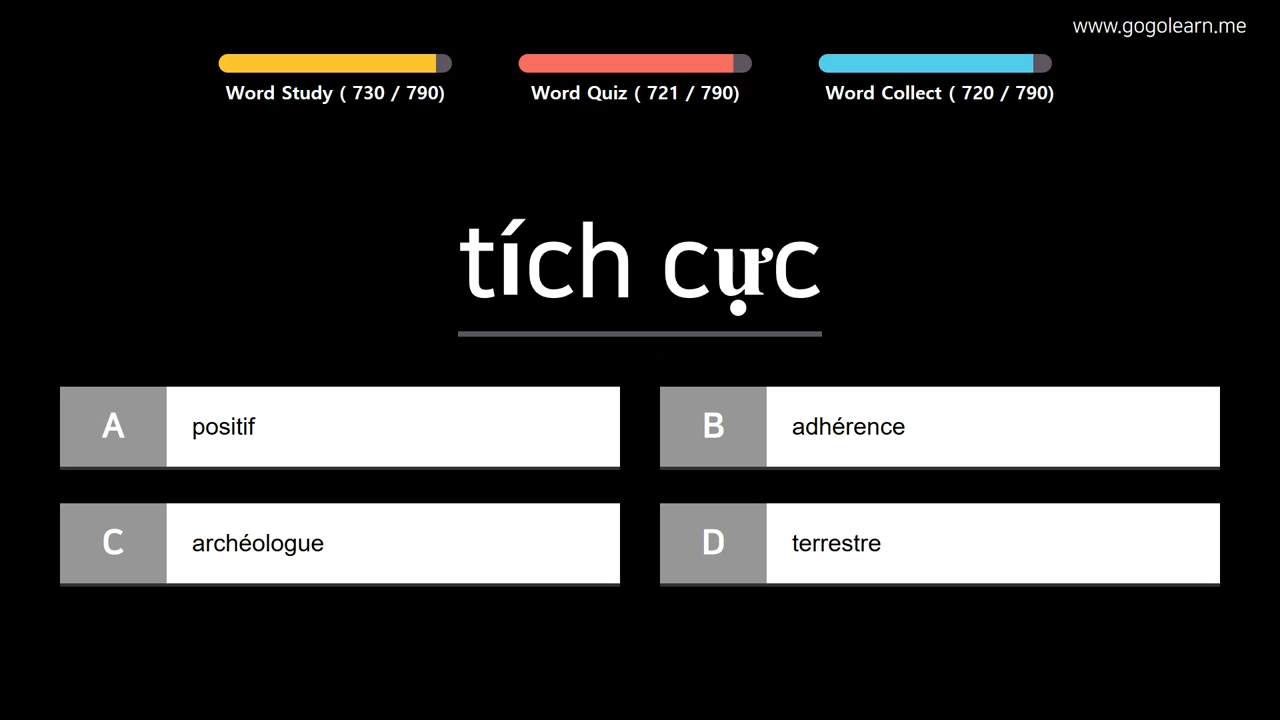 www.gogolearn.me
Word Study ( 730 / 790)
Word Quiz ( 721 / 790)
Word Collect ( 720 / 790)
tích cực
A positif
B adhérence
C archéologue
D terrestre